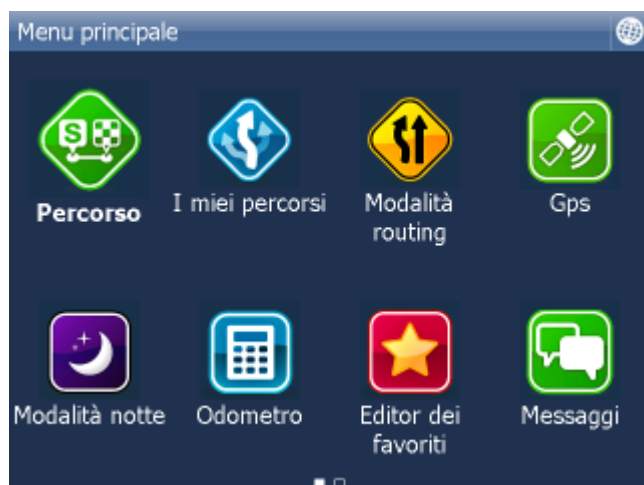 Menu principale
S
Percorso
I miei percorsi
Modalità
routing
Gps
Modalità notte
Odometro
Editor dei
favoriti
Messaggi